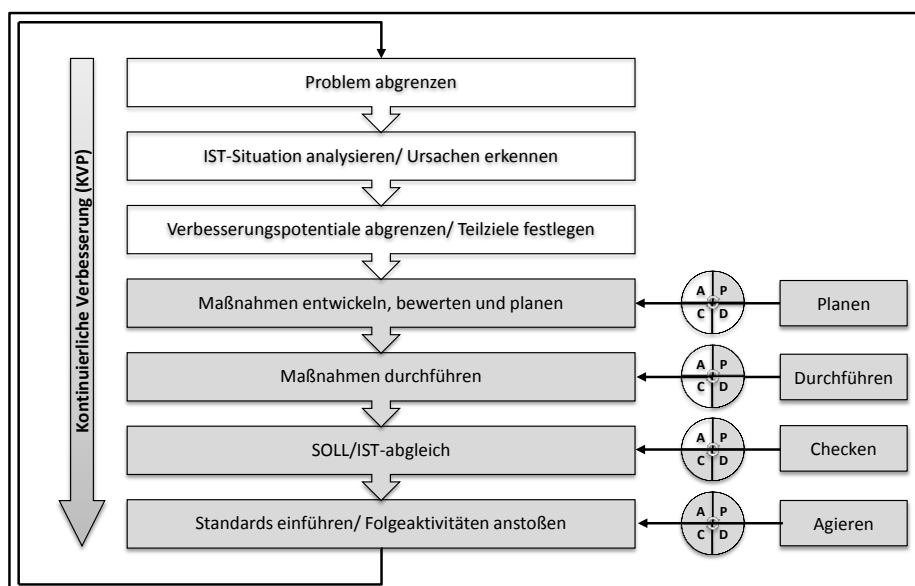 Kontinuierliche Verbesserung (KVP)
Problem abgrenzen
IST-Situation analysieren/ Ursachen erkennen
Verbesserungspotentiale abgrenzen/ Teilziele festlegen
Maßnahmen entwickeln, bewerten und planen
A P
C D
Planen
Maßnahmen durchführen
A P
C D
Durchführen
SOLL/IST-abgleich
A P
C D
Checken
Standards einführen/ Folgeaktivitäten anstoßen
A P
C D
Agieren